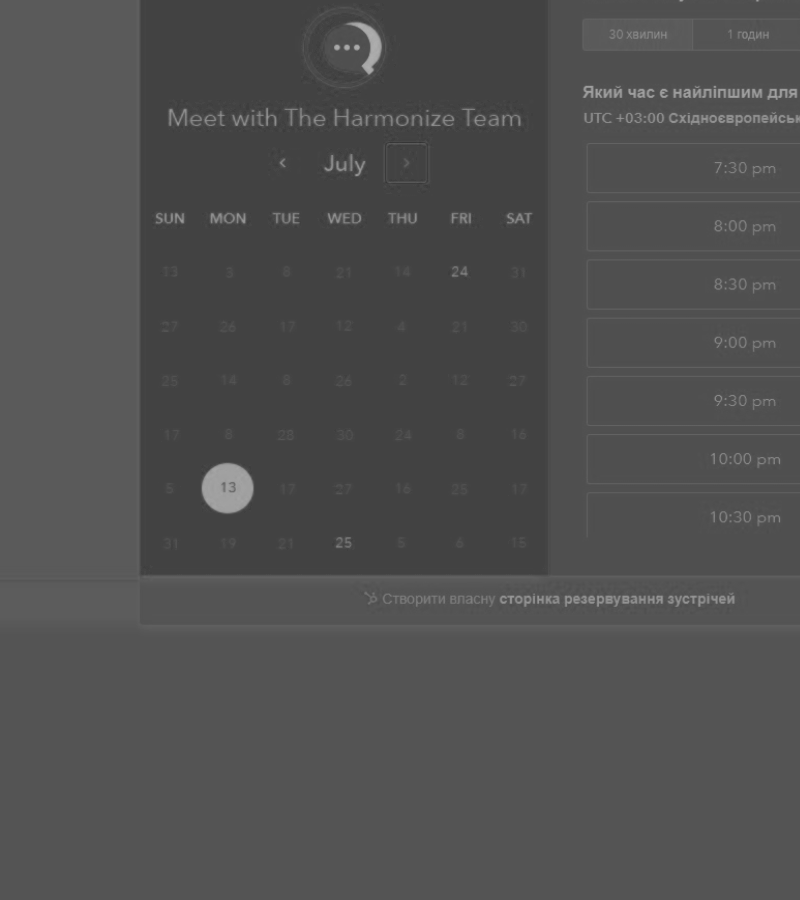 30 хвилин 1 годин
Який час є найліпшим для
Meet with The Harmonize Team
UTC +03:00 Східноєвропейськ
July
7:30 pm
SUN MON TUE WED THU FRI SAT
8:00 pm
13 3 8 21 14 24 31
8:30 pm
27 26 17 12 4 21 30
9:00 pm
25 14 8 26 2 12 27
9:30 pm
17 8 28 30 24 8 16
10:00 pm
5 13 17 27 16 25 17
10:30 pm
31 19 21 25 5 6 15
Створити власну сторінка резервування зустрічей